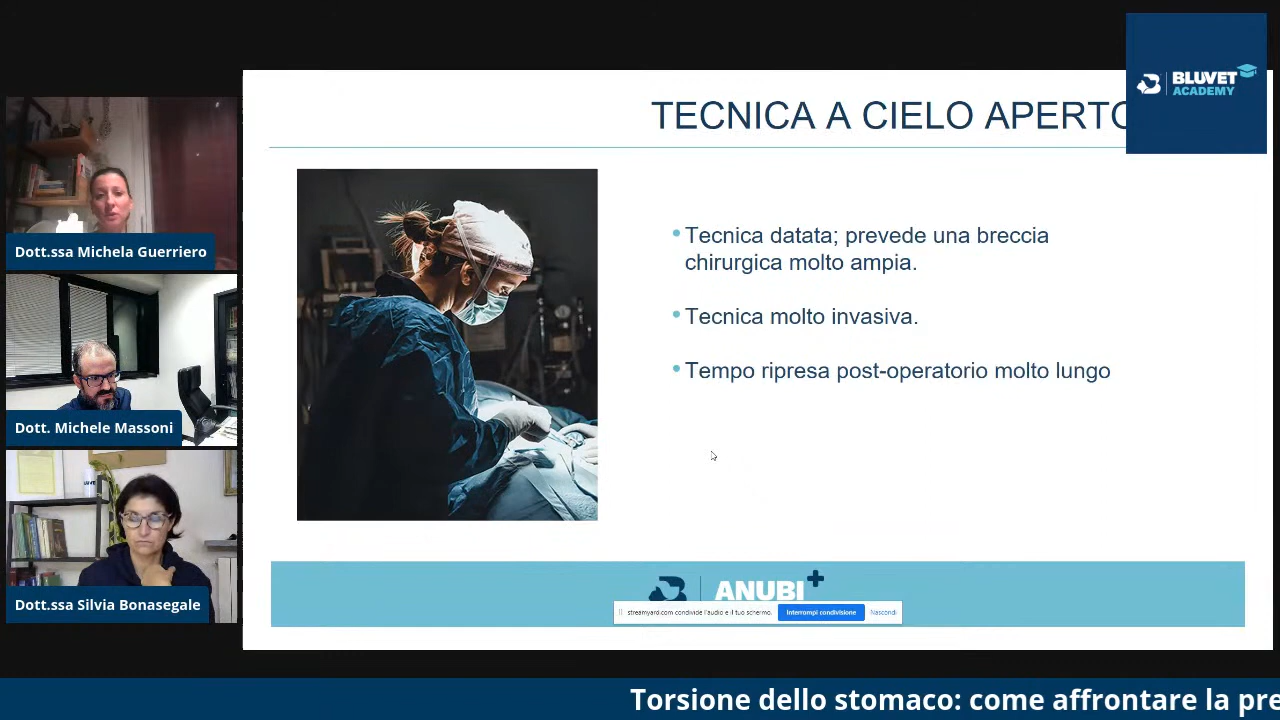 BLUVET
ACADEMY
TECNICA A CIELO APERTO
Dott.ssa Michela Guerriero
Dott. Michele Massoni
Dott.ssa Silvia Bonasegale
• Tecnica datata; prevede una breccia
chirurgica molto ampia.
• Tecnica molto invasiva.
• Tempo ripresa post-operatorio molto lungo
ANUBI+
streamyard.com condivide l'audio e il tuo schermo.
Interrompi condivisione
Nascondi
Torsione dello stomaco: come affrontare la pre